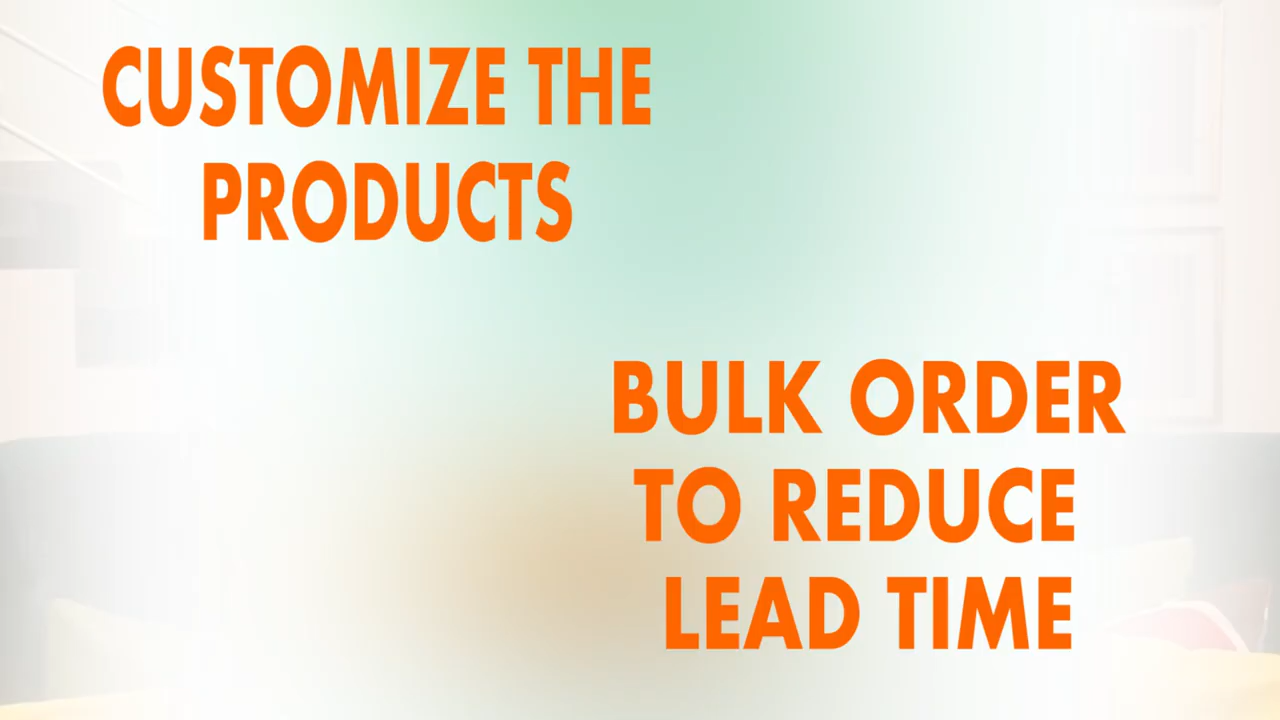 CUSTOMIZE THE
PRODUCTS
BULK ORDER
TO REDUCE
LEAD TIME